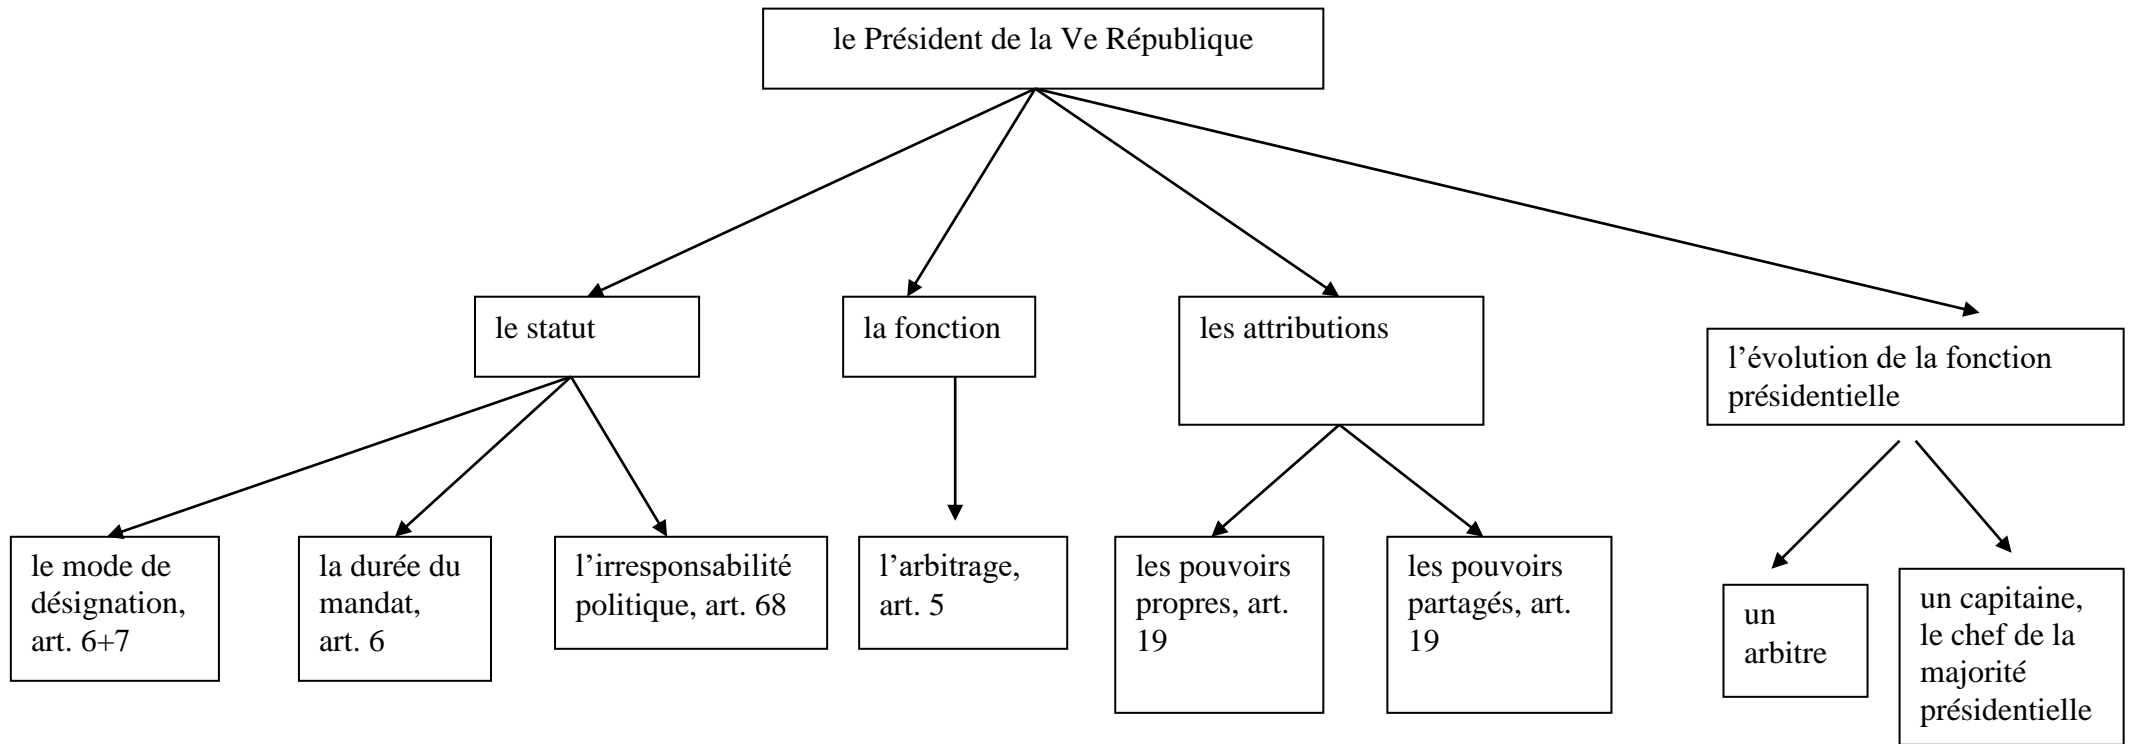 le Président de la Ve République
le statut
la fonction
les attributions
l’évolution de la fonction
présidentielle
le mode de
désignation,
art. 6+7
la durée du
mandat,
art. 6
l’irresponsabilité
politique, art. 68
l’arbitrage,
art. 5
les pouvoirs
propres, art.
19
les pouvoirs
partagés, art.
19
un
arbitre
un capitaine,
le chef de la
majorité
présidentielle